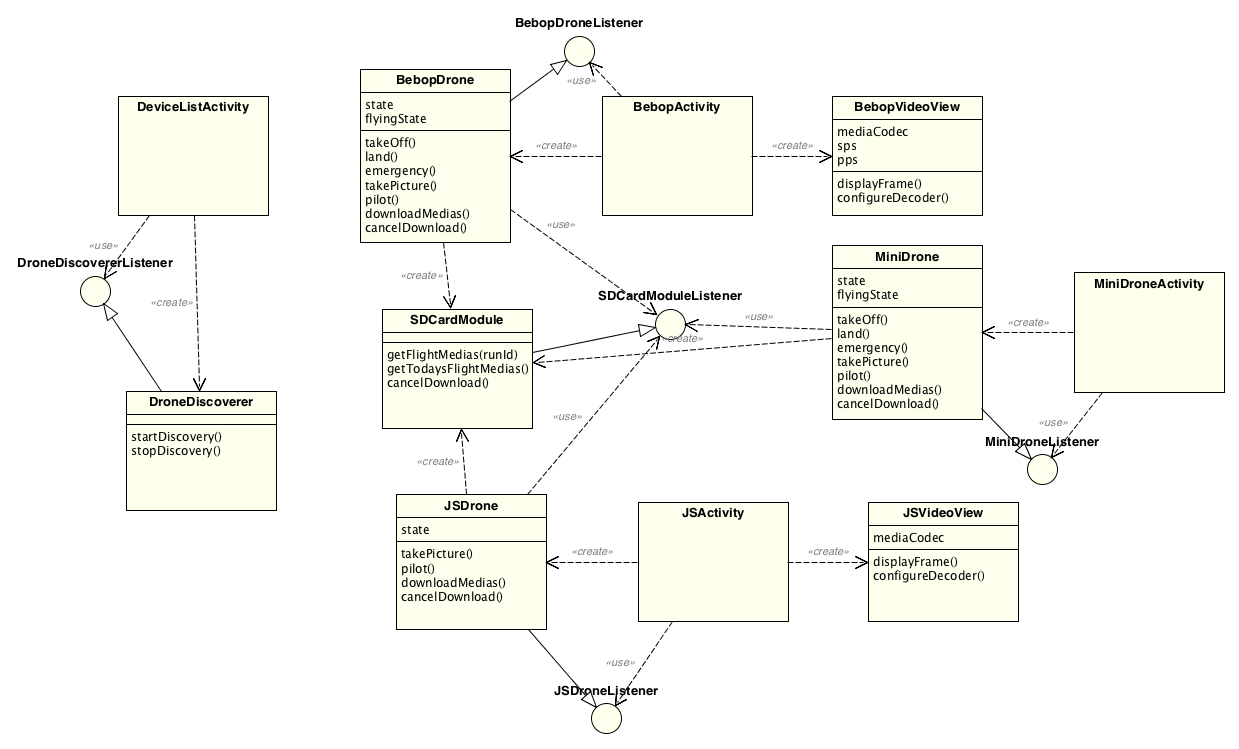 BebopDroneListener
BebopDrone
state
flyingState
takeOff()
land()
emergency()
takePicture()
pilot()
downloadMedias()
cancelDownload()
«use»
DeviceListActivity
BebopActivity
«create»
«create»
BebopVideoView
mediaCodec
sps
pps
displayFrame()
configureDecoder()
«use»
«use»
DroneDiscovererListener
«create»
«create»
SDCardModuleListener
«use»
«create»
MiniDrone
state
flyingState
takeOff()
land()
emergency()
takePicture()
pilot()
downloadMedias()
cancelDownload()
«create»
MiniDroneActivity
SDCardModule
getFlightMedias(runId)
getTodaysFlightMedias()
cancelDownload()
DroneDiscoverer
startDiscovery()
stopDiscovery()
«use»
«use»
MiniDroneListener
«create»
JSDrone
state
takePicture()
pilot()
downloadMedias()
cancelDownload()
«create»
JSActivity
«create»
JSVideoView
mediaCodec
displayFrame()
configureDecoder()
«use»
JSDroneListener